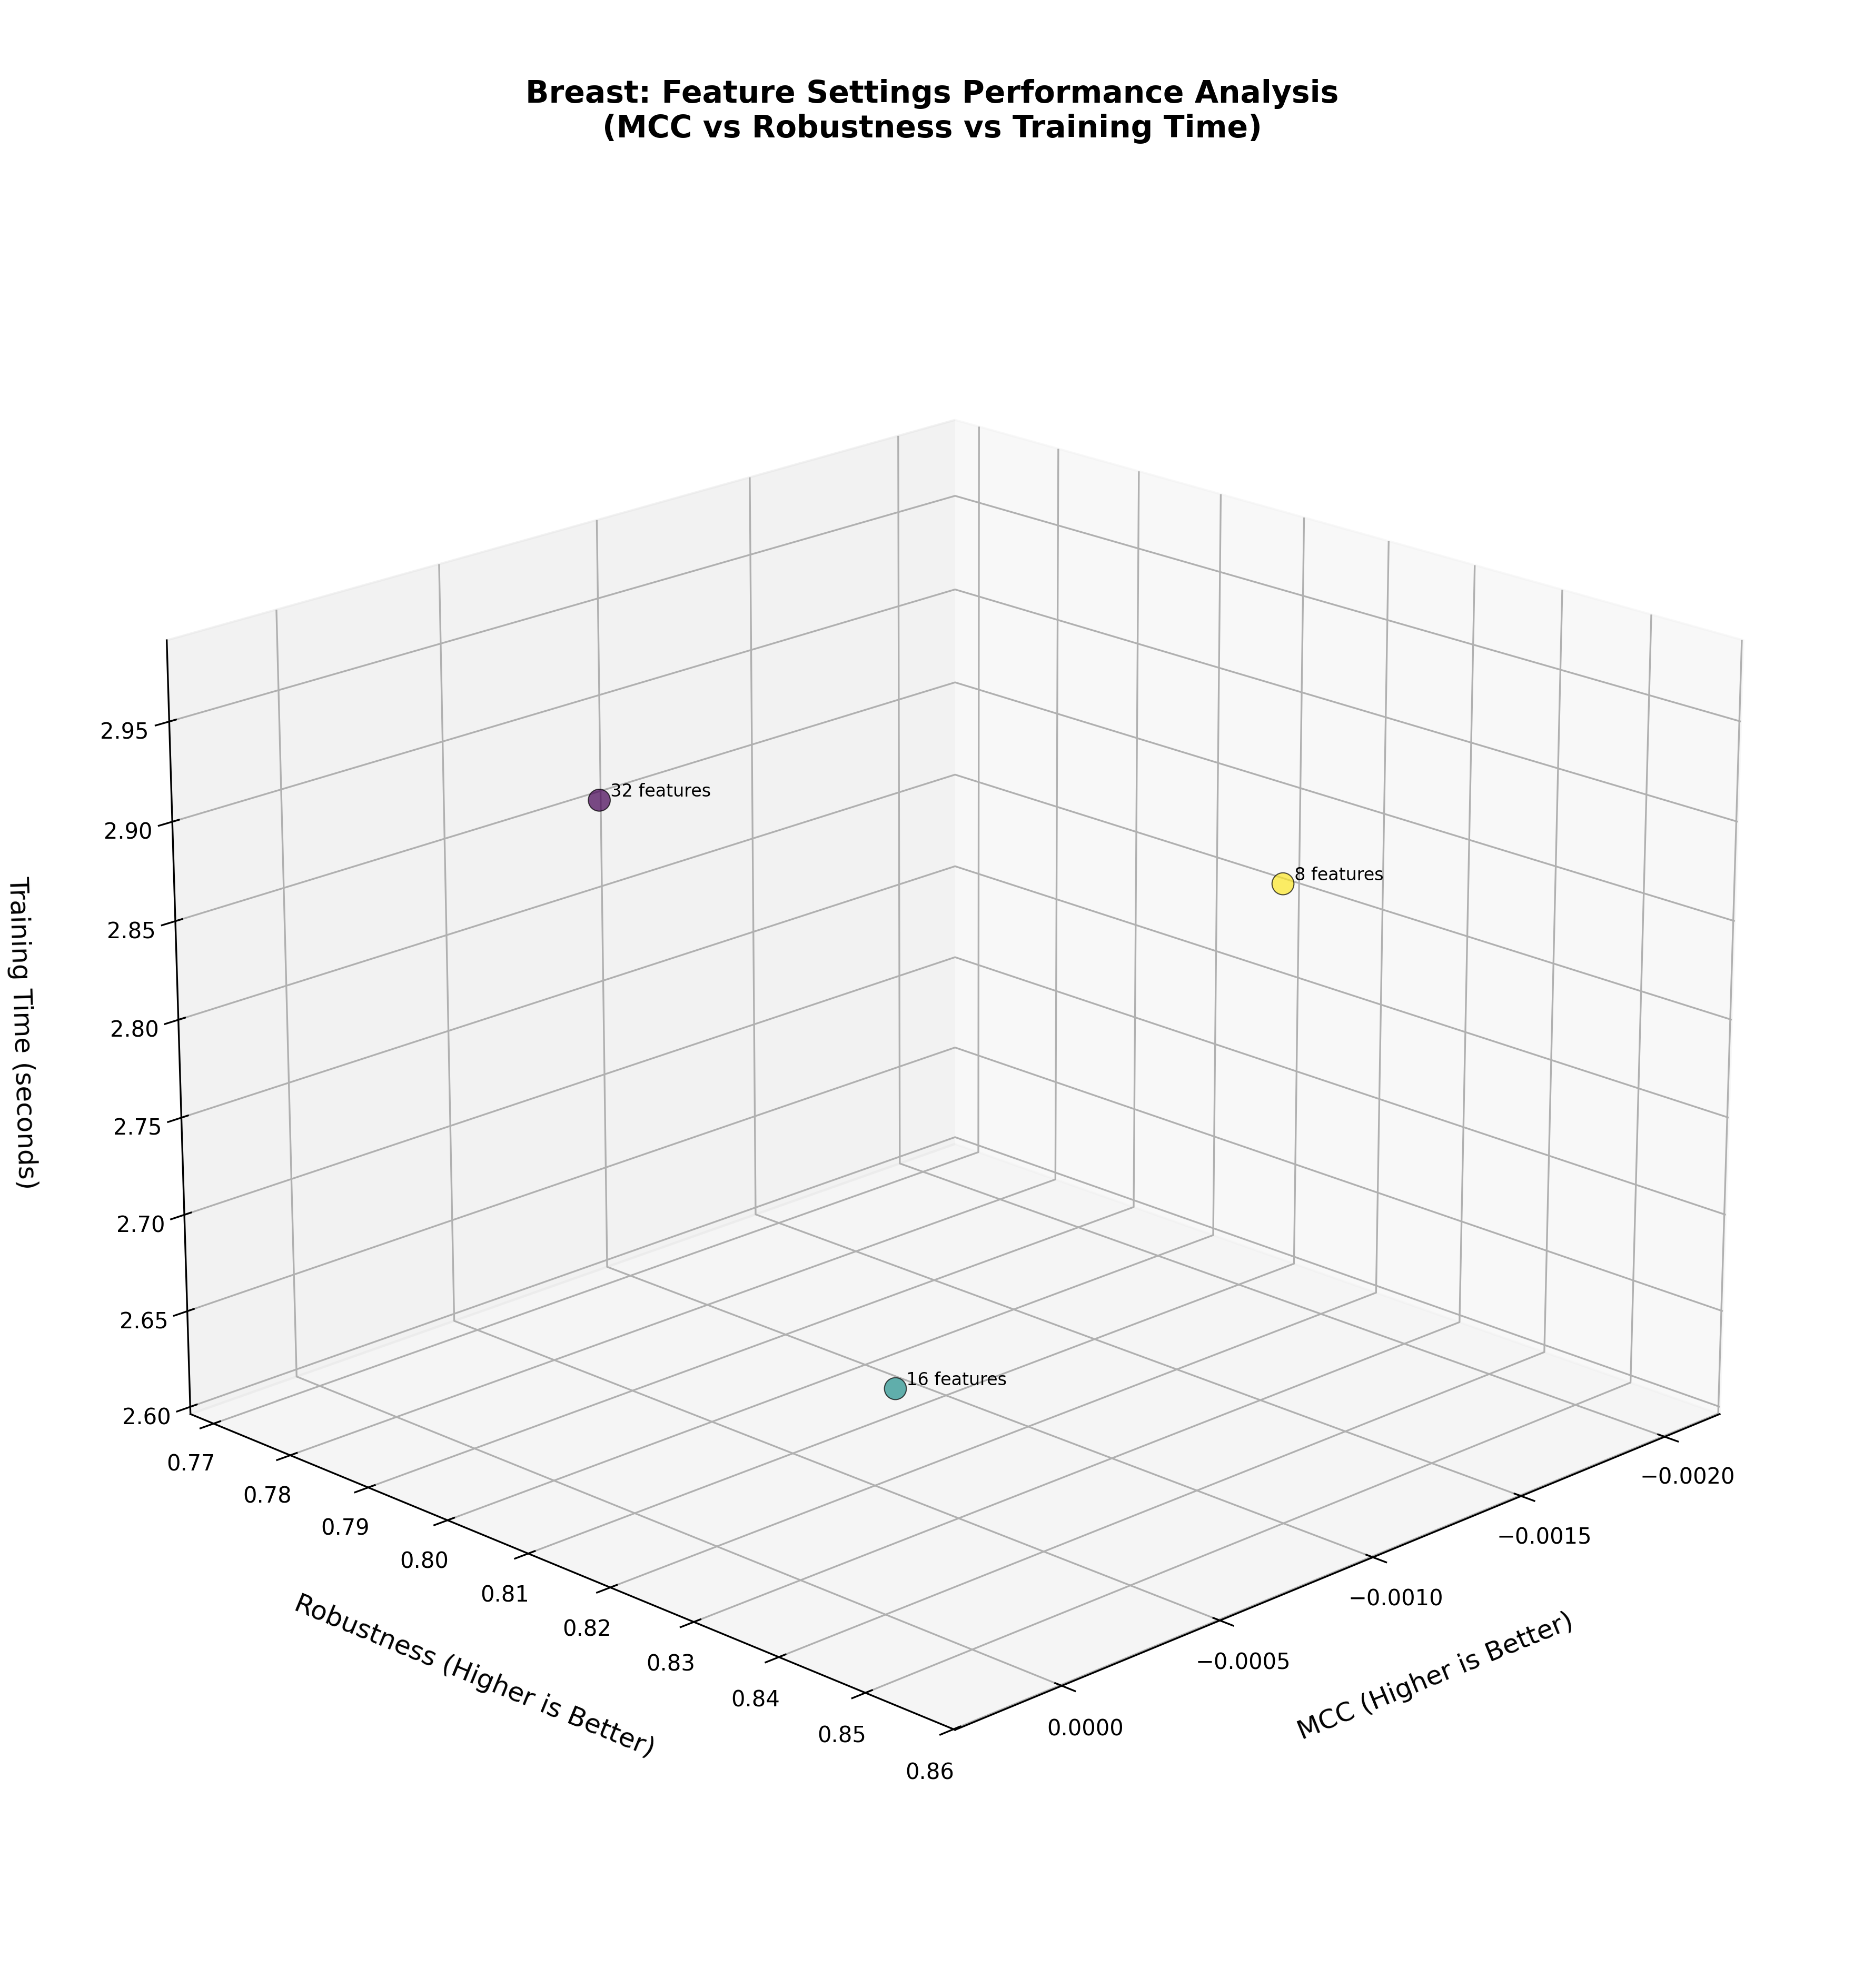 Breast: Feature Settings Performance Analysis
(MCC vs Robustness vs Training Time)
2.95
2.90
2.85
2.80
2.75
2.70
2.65
2.60
Training Time (seconds)
32 features
8 features
16 features
0.77
0.78
0.79
0.80
0.81
0.82
0.83
0.84
0.85
0.86
Robustness (Higher is Better)
−0.0020
−0.0015
−0.0010
−0.0005
0.0000
MCC (Higher is Better)